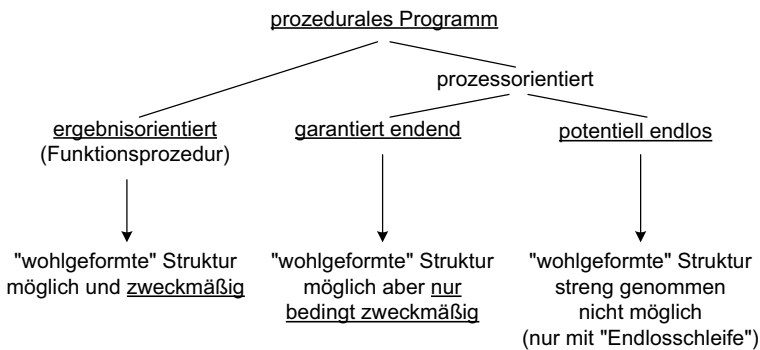 prozedurales Programm
prozessorientiert
ergebnisorientiert
(Funktionsprozedur)
garantiert endend
potentiell endlos
"wohlgeformte" Struktur
möglich und zweckmäßig
"wohlgeformte" Struktur
möglich aber nur
bedingt zweckmäßig
"wohlgeformte" Struktur
streng genommen
nicht möglich
(nur mit "Endlosschleife")